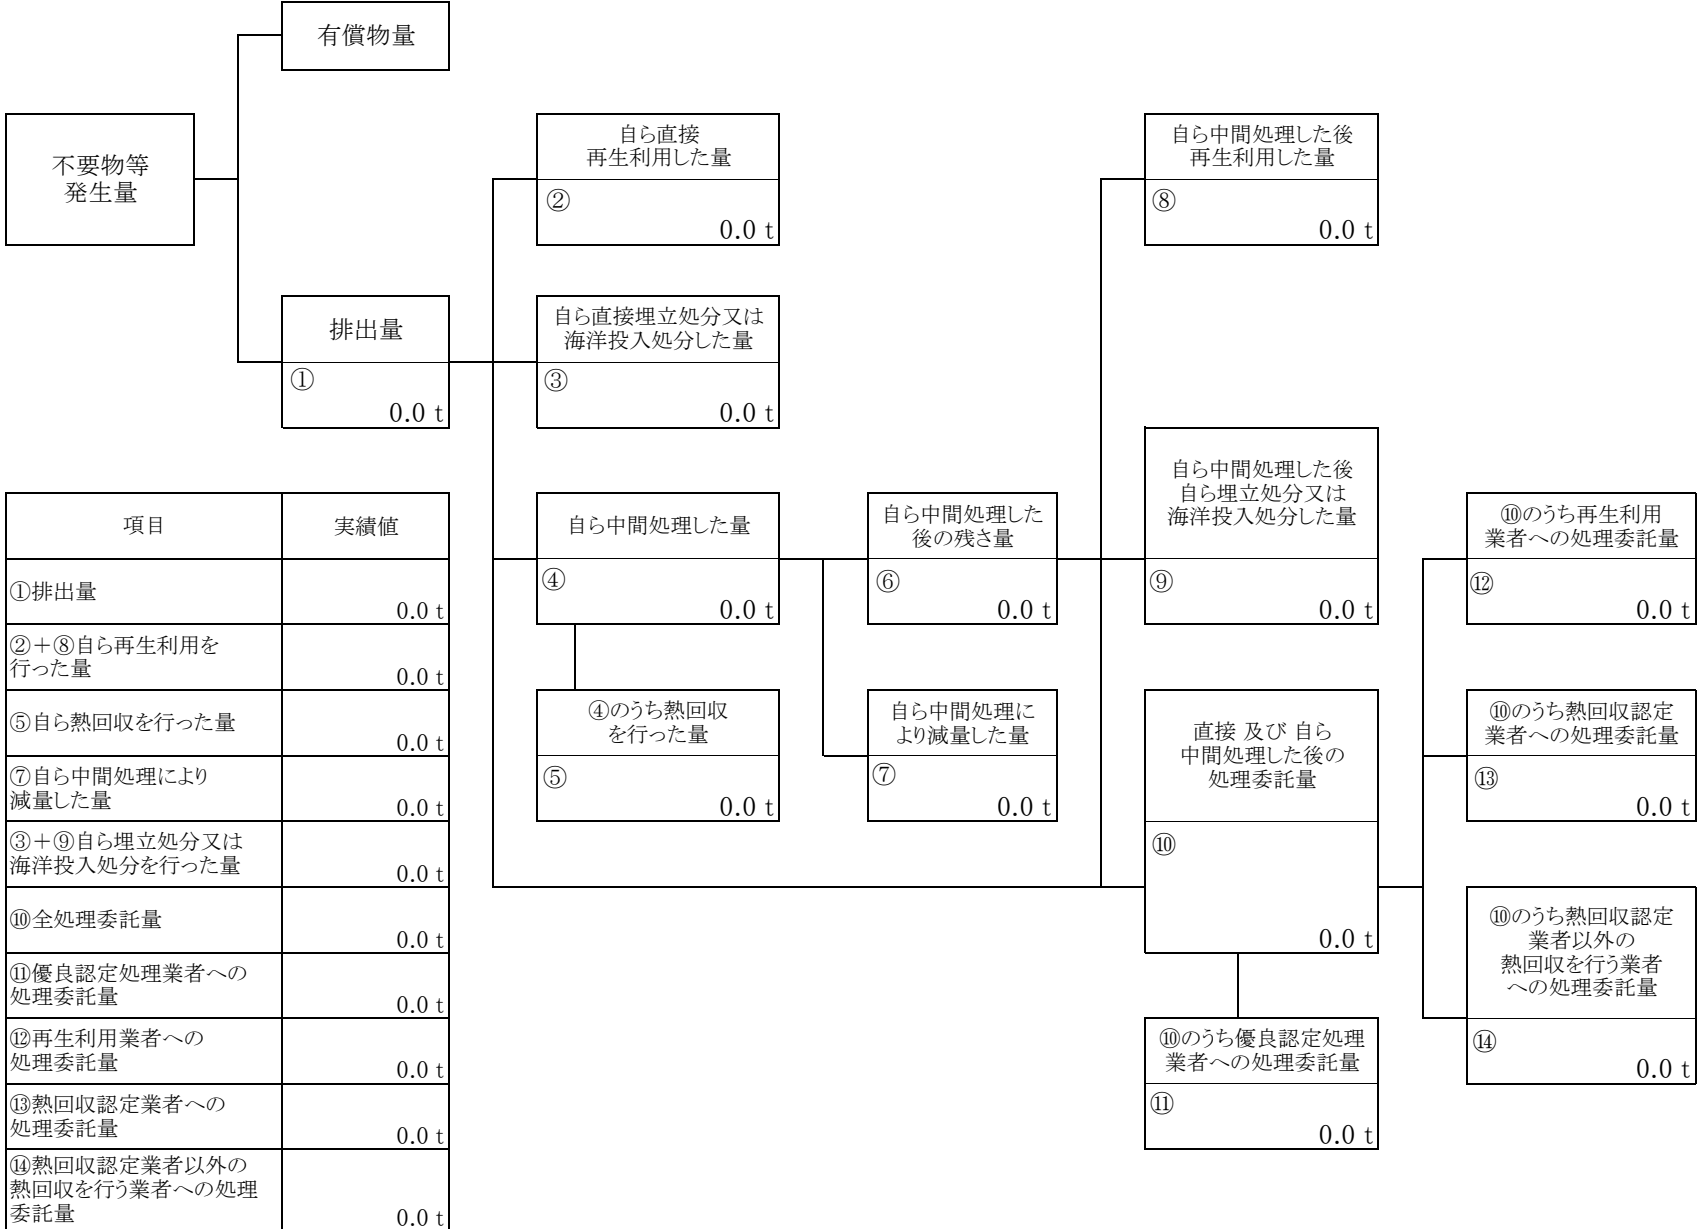 有償物量
不要物等
発生量
自ら直接
再生利用した量
②
0.0 t
自ら中間処理した後
再生利用した量
⑧
0.0 t
排出量
①
0.0 t
自ら直接埋立処分又は
海洋投入処分した量
③
0.0 t
自ら中間処理した量
④
0.0 t
自ら中間処理した
後の残さ量
⑥
0.0 t
自ら中間処理した後
自ら埋立処分又は
海洋投入処分した量
⑨
0.0 t
⑩のうち再生利用
業者への処理委託量
⑫
0.0 t
④のうち熱回収
を行った量
⑤
0.0 t
自ら中間処理に
より減量した量
⑦
0.0 t
直接 及び 自ら
中間処理した後の
処理委託量
⑩
0.0 t
⑩のうち熱回収認定
業者への処理委託量
⑬
0.0 t
⑩のうち熱回収認定
業者以外の
熱回収を行う業者
への処理委託量
⑭
0.0 t
⑩のうち優良認定処理
業者への処理委託量
⑪
0.0 t
項目 実績値
①排出量
0.0 t
②＋⑧自ら再生利用を
行った量
0.0 t
⑤自ら熱回収を行った量
0.0 t
⑦自ら中間処理により
減量した量
0.0 t
③＋⑨自ら埋立処分又は
海洋投入処分を行った量
0.0 t
⑩全処理委託量
0.0 t
⑪優良認定処理業者への
処理委託量
0.0 t
⑫再生利用業者への
処理委託量
0.0 t
⑬熱回収認定業者への
処理委託量
0.0 t
⑭熱回収認定業者以外の
熱回収を行う業者への処理
委託量
0.0 t